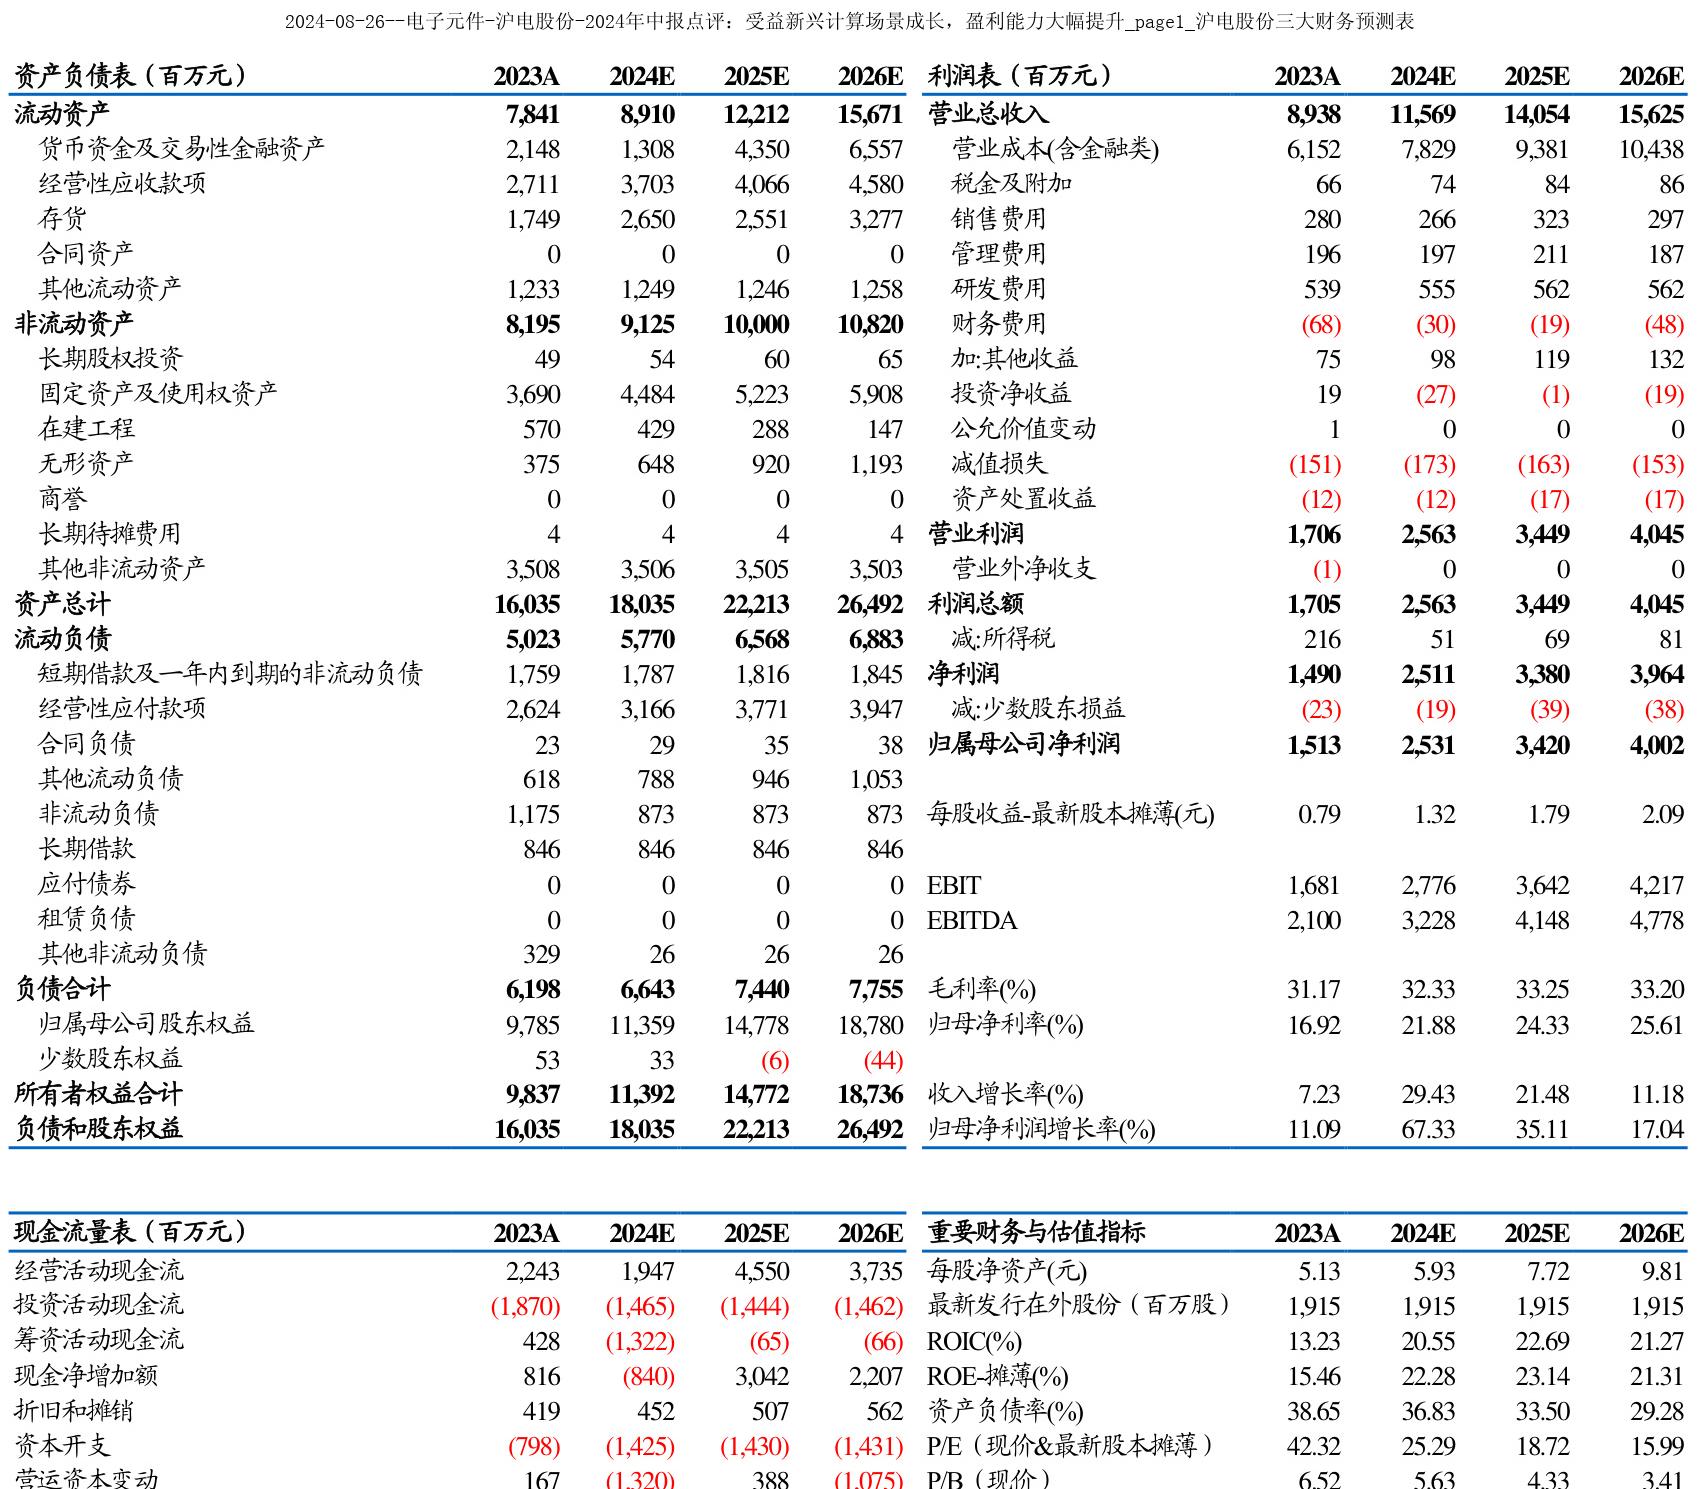 2024-08-26--电子元件-沪电股份-2024年中报点评：受益新兴计算场景成长，盈利能力大幅提升_page1_沪电股份三大财务预测表
资产负债表（百万元） 2023A 2024E 2025E 2026E 利润表（百万元） 2023A 2024E 2025E 2026E
流动资产 7,841 8,910 12,212 15,671 营业总收入 8,938 11,569 14,054 15,625
货币资金及交易性金融资产 2,148 1,308 4,350 6,557 营业成本(含金融类) 6,152 7,829 9,381 10,438
经营性应收款项 2,711 3,703 4,066 4,580 税金及附加 66 74 84 86
存货 1,749 2,650 2,551 3,277 销售费用 280 266 323 297
合同资产 0 0 0 0 管理费用 196 197 211 187
其他流动资产 1,233 1,249 1,246 1,258 研发费用 539 555 562 562
非流动资产 8,195 9,125 10,000 10,820 财务费用 (68) (30) (19) (48)
长期股权投资 49 54 60 65 加:其他收益 75 98 119 132
固定资产及使用权资产 3,690 4,484 5,223 5,908 投资净收益 19 (27) (1) (19)
在建工程 570 429 288 147 公允价值变动 1 0 0 0
无形资产 375 648 920 1,193 减值损失 (151) (173) (163) (153)
商誉 0 0 0 0 资产处置收益 (12) (12) (17) (17)
长期待摊费用 4 4 4 4 营业利润 1,706 2,563 3,449 4,045
其他非流动资产 3,508 3,506 3,505 3,503 营业外净收支 (1) 0 0 0
资产总计 16,035 18,035 22,213 26,492 利润总额 1,705 2,563 3,449 4,045
流动负债 5,023 5,770 6,568 6,883 减:所得税 216 51 69 81
短期借款及一年内到期的非流动负债 1,759 1,787 1,816 1,845 净利润 1,490 2,511 3,380 3,964
经营性应付款项 2,624 3,166 3,771 3,947 减:少数股东损益 (23) (19) (39) (38)
合同负债 23 29 35 38 归属母公司净利润 1,513 2,531 3,420 4,002
其他流动负债 618 788 946 1,053
非流动负债 1,175 873 873 873 每股收益-最新股本摊薄(元) 0.79 1.32 1.79 2.09
长期借款 846 846 846 846
应付债券 0 0 0 0 EBIT 1,681 2,776 3,642 4,217
租赁负债 0 0 0 0 EBITDA 2,100 3,228 4,148 4,778
其他非流动负债 329 26 26 26
负债合计 6,198 6,643 7,440 7,755 毛利率(%) 31.17 32.33 33.25 33.20
归属母公司股东权益 9,785 11,359 14,778 18,780 归母净利率(%) 16.92 21.88 24.33 25.61
少数股东权益 53 33 (6) (44)
所有者权益合计 9,837 11,392 14,772 18,736 收入增长率(%) 7.23 29.43 21.48 11.18
负债和股东权益 16,035 18,035 22,213 26,492 归母净利润增长率(%) 11.09 67.33 35.11 17.04
现金流量表（百万元） 2023A 2024E 2025E 2026E 重要财务与估值指标 2023A 2024E 2025E 2026E
经营活动现金流 2,243 1,947 4,550 3,735 每股净资产(元) 5.13 5.93 7.72 9.81
投资活动现金流 (1,870) (1,465) (1,444) (1,462) 最新发行在外股份（百万股） 1,915 1,915 1,915 1,915
筹资活动现金流 428 (1,322) (65) (66) ROIC(%) 13.23 20.55 22.69 21.27
现金净增加额 816 (840) 3,042 2,207 ROE-摊薄(%) 15.46 22.28 23.14 21.31
折旧和摊销 419 452 507 562 资产负债率(%) 38.65 36.83 33.50 29.28
资本开支 (798) (1,425) (1,430) (1,431) P/E（现价&最新股本摊薄） 42.32 25.29 18.72 15.99
营运资本变动 167 (1,320) 388 (1,075) P/B（现价） 6.52 5.63 4.33 3.41